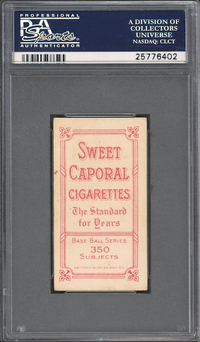 PROFESSIONAL
PSA
Sports
AUTHENTICATOR
A DIVISION OF
COLLECTORS
UNIVERSE
NASDAQ: CLCT
25776402
SWEET
CAPORAL
CIGARETTES
The Standard
for Years
BASE BALL SERIES
350
SUBJECTS